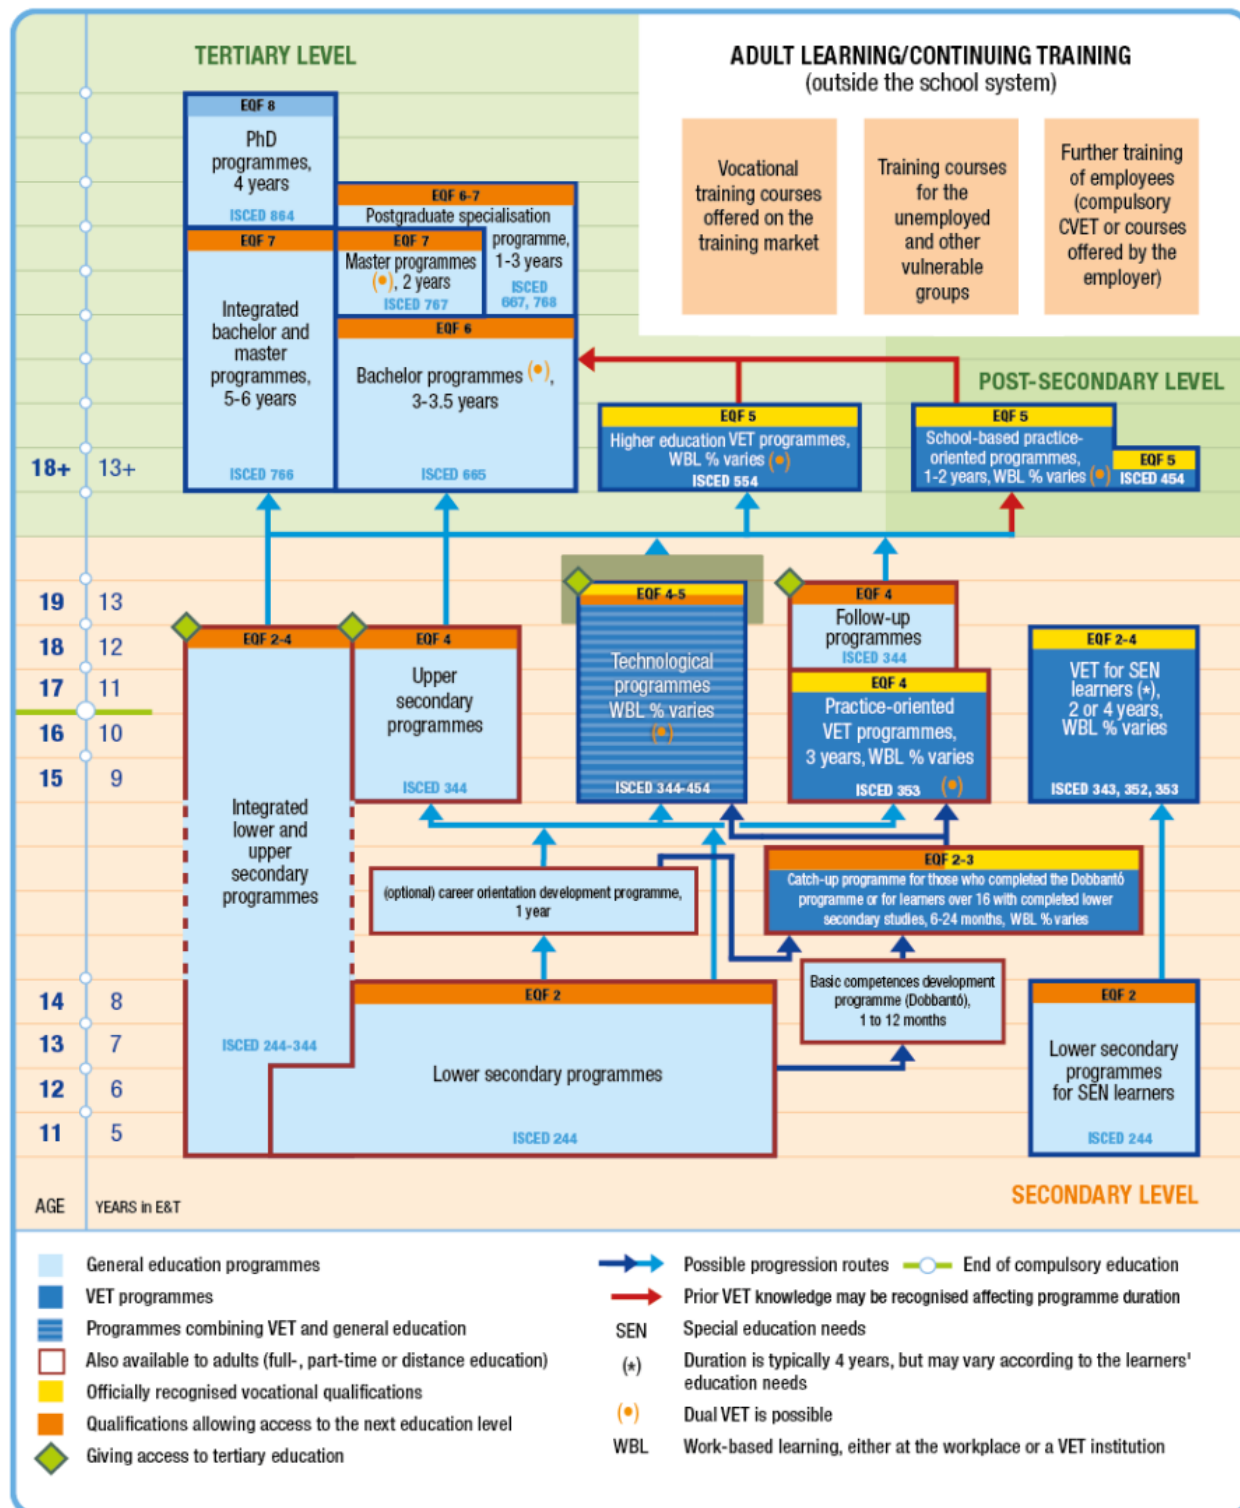 TERTIARY LEVEL
ADULT LEARNING/CONTINUING TRAINING
(outside the school system)
Vocational
training courses
offered on the
training market
Training courses
for the
unemployed
and other
vulnerable
groups
Further training
of employees
(compulsory
CVET or courses
offered by the
employer)
EQF 8
PhD
programmes,
4 years
ISCED 864
EQF 6-7
Postgraduate specialisation
programme,
1-3 years
ISCED
667, 768
EQF 7
Integrated
bachelor and
master
programmes,
5-6 years
ISCED 766
EQF 7
Master programmes
(•), 2 years
ISCED 767
EQF 6
Bachelor programmes (•),
3-3.5 years
ISCED 665
POST-SECONDARY LEVEL
EQF 5
Higher education VET programmes,
WBL % varies (•)
ISCED 554
EQF 5
School-based practice-
oriented programmes,
1-2 years, WBL % varies (•)
EQF 5
ISCED 454
18+ 13+
19 13
18 12
17 11
16 10
15 9
14 8
13 7
12 6
11 5
AGE YEARS in E&T
EQF 2-4
Integrated
lower and
upper
secondary
programmes
ISCED 244-344
EQF 4
Upper
secondary
programmes
ISCED 344
EQF 4-5
Technological
programmes
WBL % varies
(•)
ISCED 344-454
EQF 4
Follow-up
programmes
ISCED 344
EQF 4
Practice-oriented
VET programmes,
3 years, WBL % varies
ISCED 353 (•)
EQF 2-4
VET for SEN
learners (*),
2 or 4 years,
WBL % varies
ISCED 343, 352, 353
(optional) career orientation development programme,
1 year
EQF 2-3
Catch-up programme for those who completed the Dobbantó
programme or for learners over 16 with completed lower
secondary studies, 6-24 months, WBL % varies
Basic competences development
programme (Dobbantó),
1 to 12 months
EQF 2
Lower secondary programmes
ISCED 244
EQF 2
Lower secondary
programmes
for SEN learners
ISCED 244
SECONDARY LEVEL
General education programmes
VET programmes
Programmes combining VET and general education
Also available to adults (full-, part-time or distance education)
Officially recognised vocational qualifications
Qualifications allowing access to the next education level
Giving access to tertiary education
Possible progression routes
End of compulsory education
Prior VET knowledge may be recognised affecting programme duration
SEN Special education needs
(*) Duration is typically 4 years, but may vary according to the learners'
education needs
(•) Dual VET is possible
WBL Work-based learning, either at the workplace or a VET institution